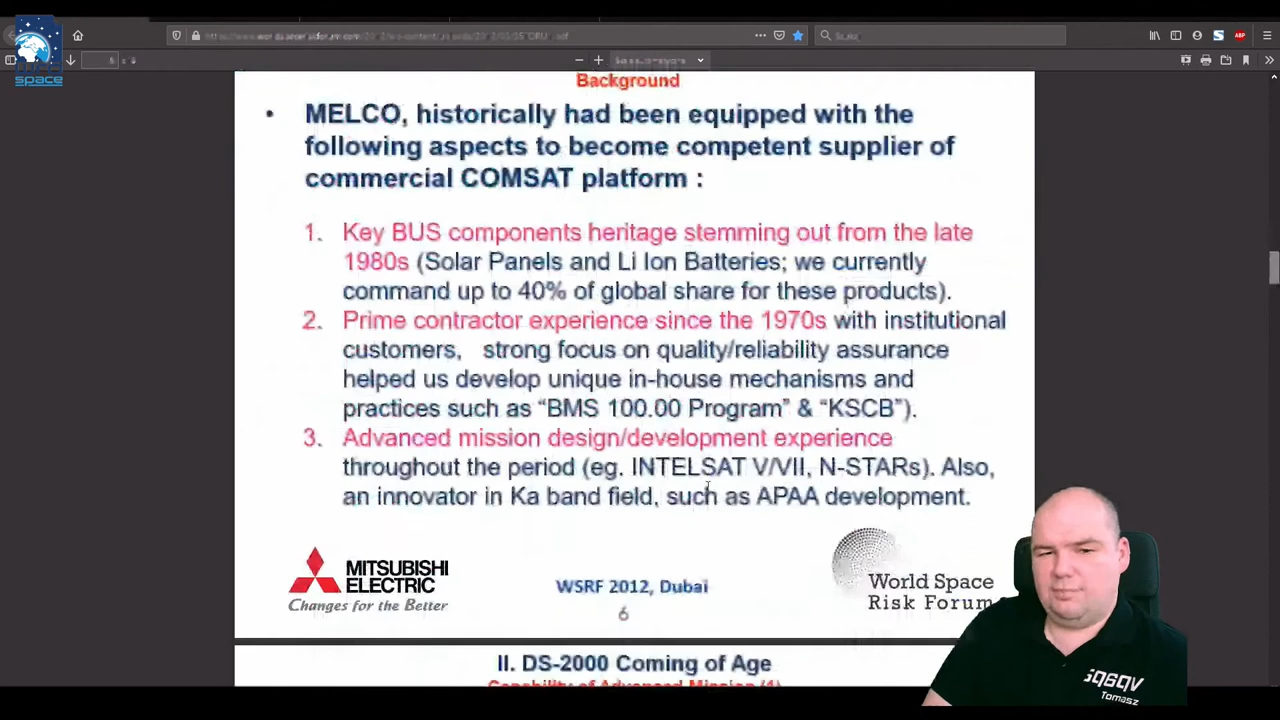 space
Background
• MELCO, historically had been equipped with the
following aspects to become competent supplier of
commercial COMSAT platform :
1. Key BUS components heritage stemming out from the late
1980s (Solar Panels and Li Ion Batteries; we currently
command up to 40% of global share for these products).
2. Prime contractor experience since the 1970s with institutional
customers, strong focus on quality/reliability assurance
helped us develop unique in-house mechanisms and
practices such as “BMS 100.00 Program” & “KSCB”).
3. Advanced mission design/development experience
throughout the period (eg. INTELSAT V/VII, N-STARs). Also,
an innovator in Ka band field, such as APAA development.
MITSUBISHI
ELECTRIC
Changes for the Better
WSRF 2012, Dubai
6
World Space
Risk Forum
II. DS-2000 Coming of Age
Capability of Advanced Mission (1)
SQ6QV
Tomasz